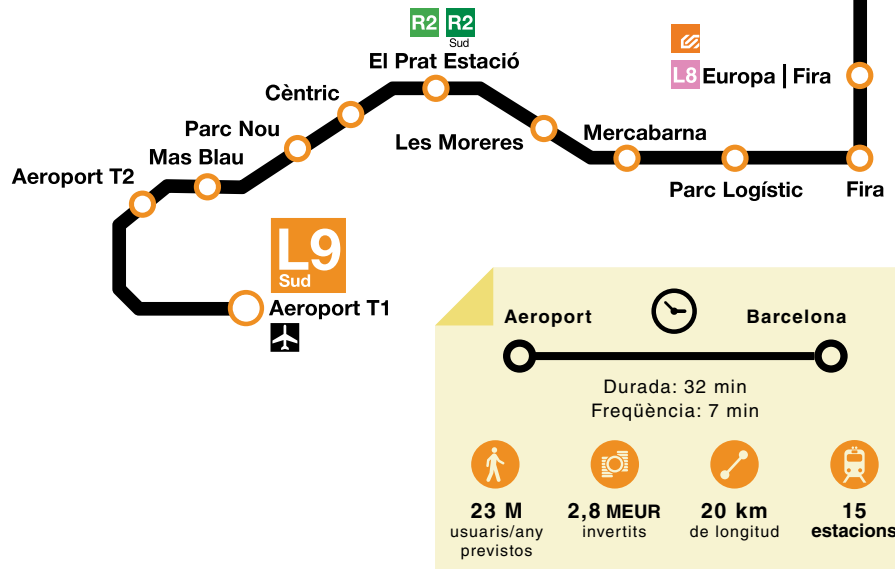 R2 R2
Sud
El Prat Estació
Cèntric
L8 Europa | Fira
Parc Nou
Les Moreres
Mercabarna
Mas Blau
Aeroport T2
Parc Logístic
Fira
L9
Sud
Aeroport T1
Aeroport
Barcelona
Durada: 32 min
Freqüència: 7 min
23 M
usuaris/any
previstos
2,8 MEUR
invertits
20 km
de longitud
15
estacions